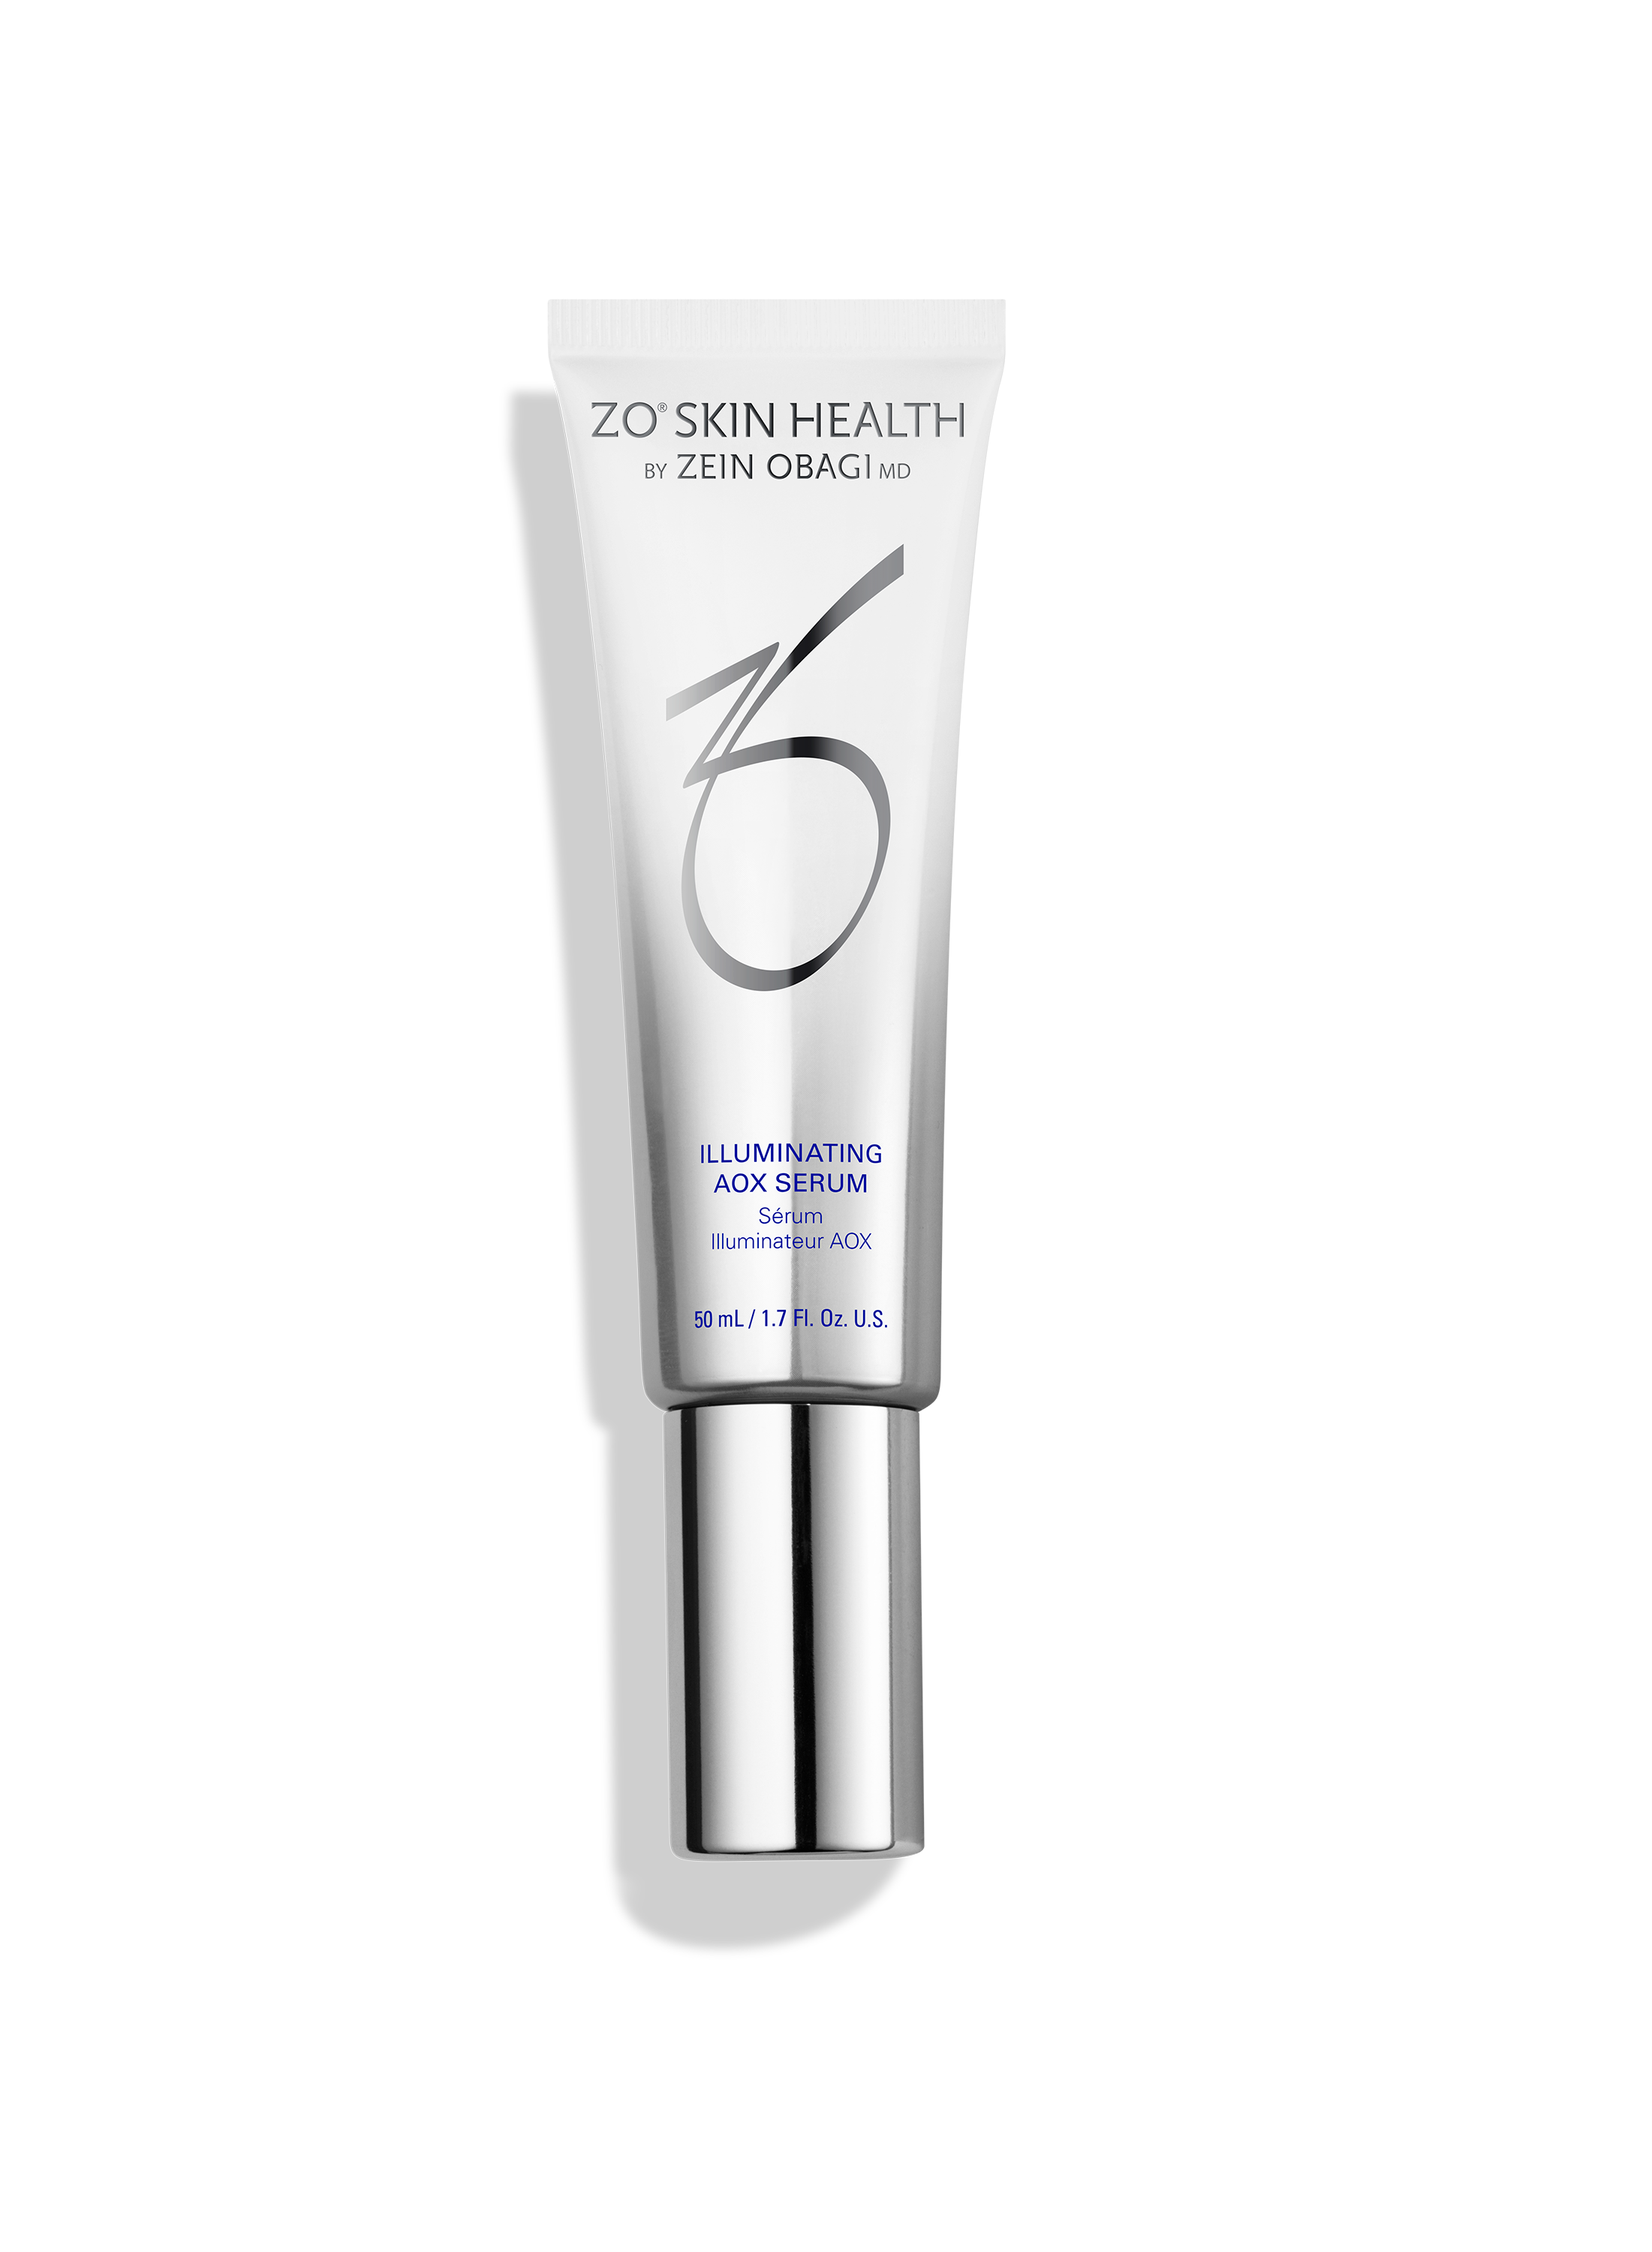 ZO® SKIN HEALTH
BY ZEIN OBAGI MD
ZO
ILLUMINATING
AOX SERUM
Sérum
Illuminateur AOX
50 mL / 1.7 Fl. Oz. U.S.